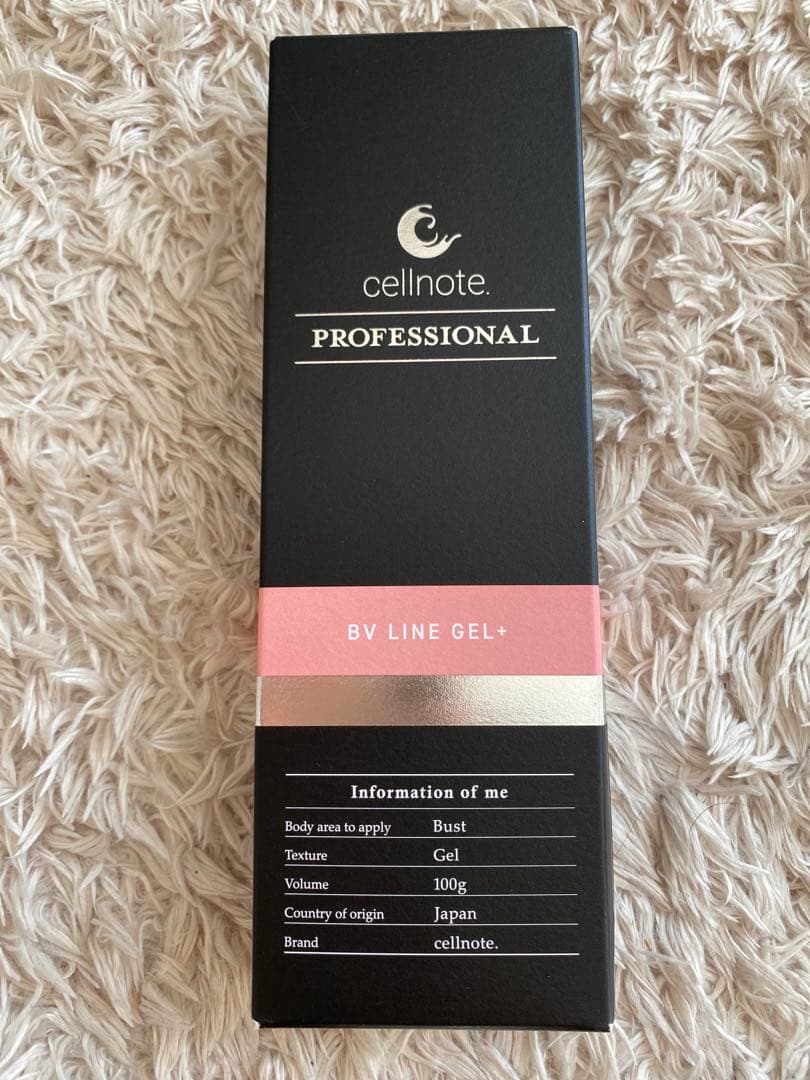 cellnote.
PROFESSIONAL
BV LINE GEL+
Information of me
Body area to apply Bust
Texture Gel
Volume 100g
Country of origin Japan
Brand cellnote.